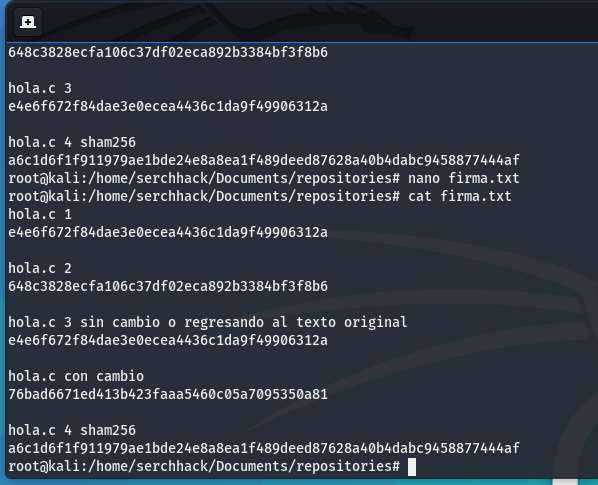 648c3828ecfa106c37df02eca892b3384bf3f8b6
hola.c 3
e4e6f672f84dae3e0ecea4436c1da9f49906312a
hola.c 4 sham256
a6c1d6f1f911979ae1bde24e8a8ea1f489deed87628a40b4dabc9458877444af
root@kali:/home/serchhack/Documents/repositories# nano firma.txt
root@kali:/home/serchhack/Documents/repositories# cat firma.txt
hola.c 1
e4e6f672f84dae3e0ecea4436c1da9f49906312a
hola.c 2
648c3828ecfa106c37df02eca892b3384bf3f8b6
hola.c 3 sin cambio o regresando al texto original
e4e6f672f84dae3e0ecea4436c1da9f49906312a
hola.c con cambio
76bad6671ed413b423faaa5460c05a7095350a81
hola.c 4 sham256
a6c1d6f1f911979ae1bde24e8a8ea1f489deed87628a40b4dabc9458877444af
root@kali:/home/serchhack/Documents/repositories#